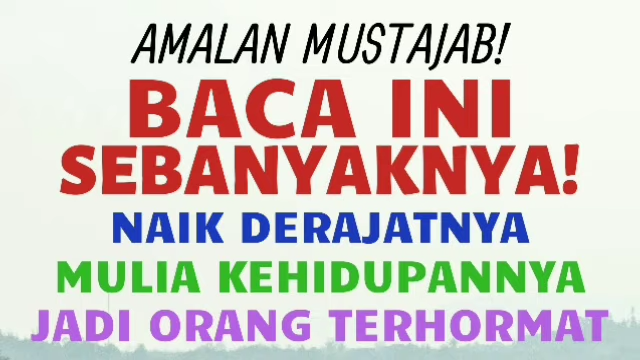 AMALAN MUSTAJAB!
BACA INI
SEBANYAKNYA!
NAIK DERAJATNYA
MULIA KEHIDUPANNYA
JADI ORANG TERHORMAT